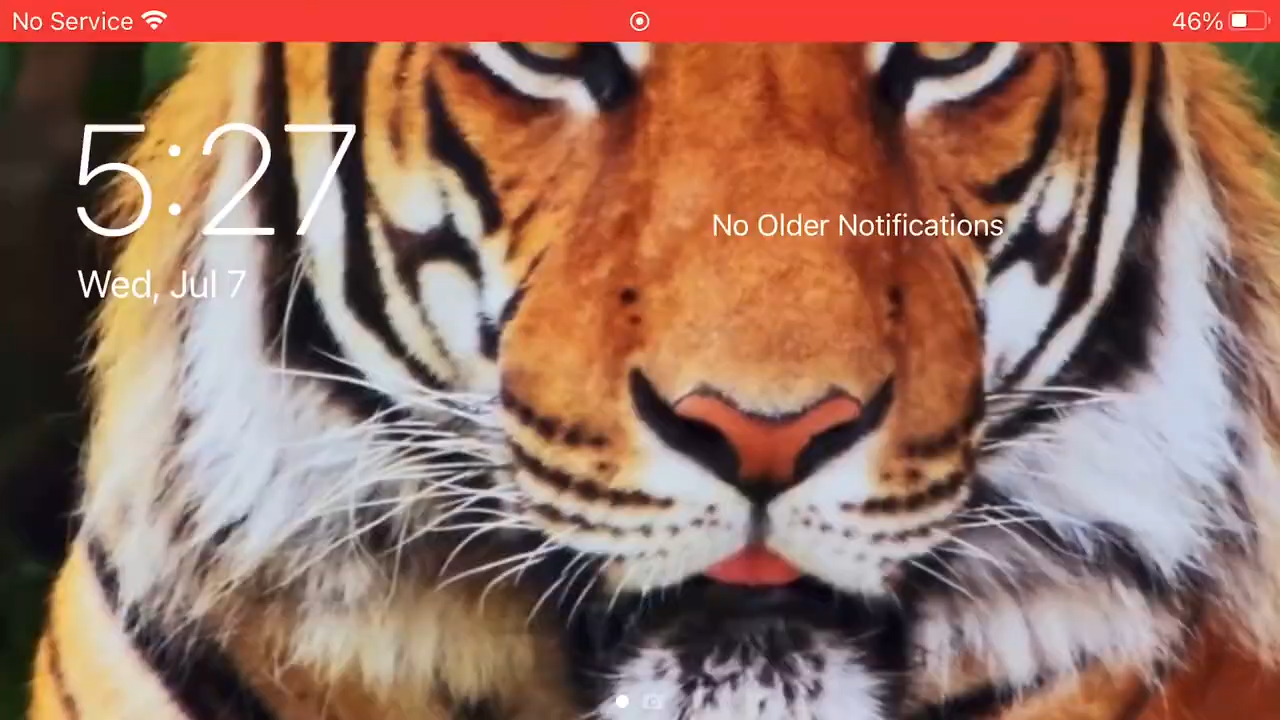 No Service
46%
5:27
Wed, Jul 7
No Older Notifications